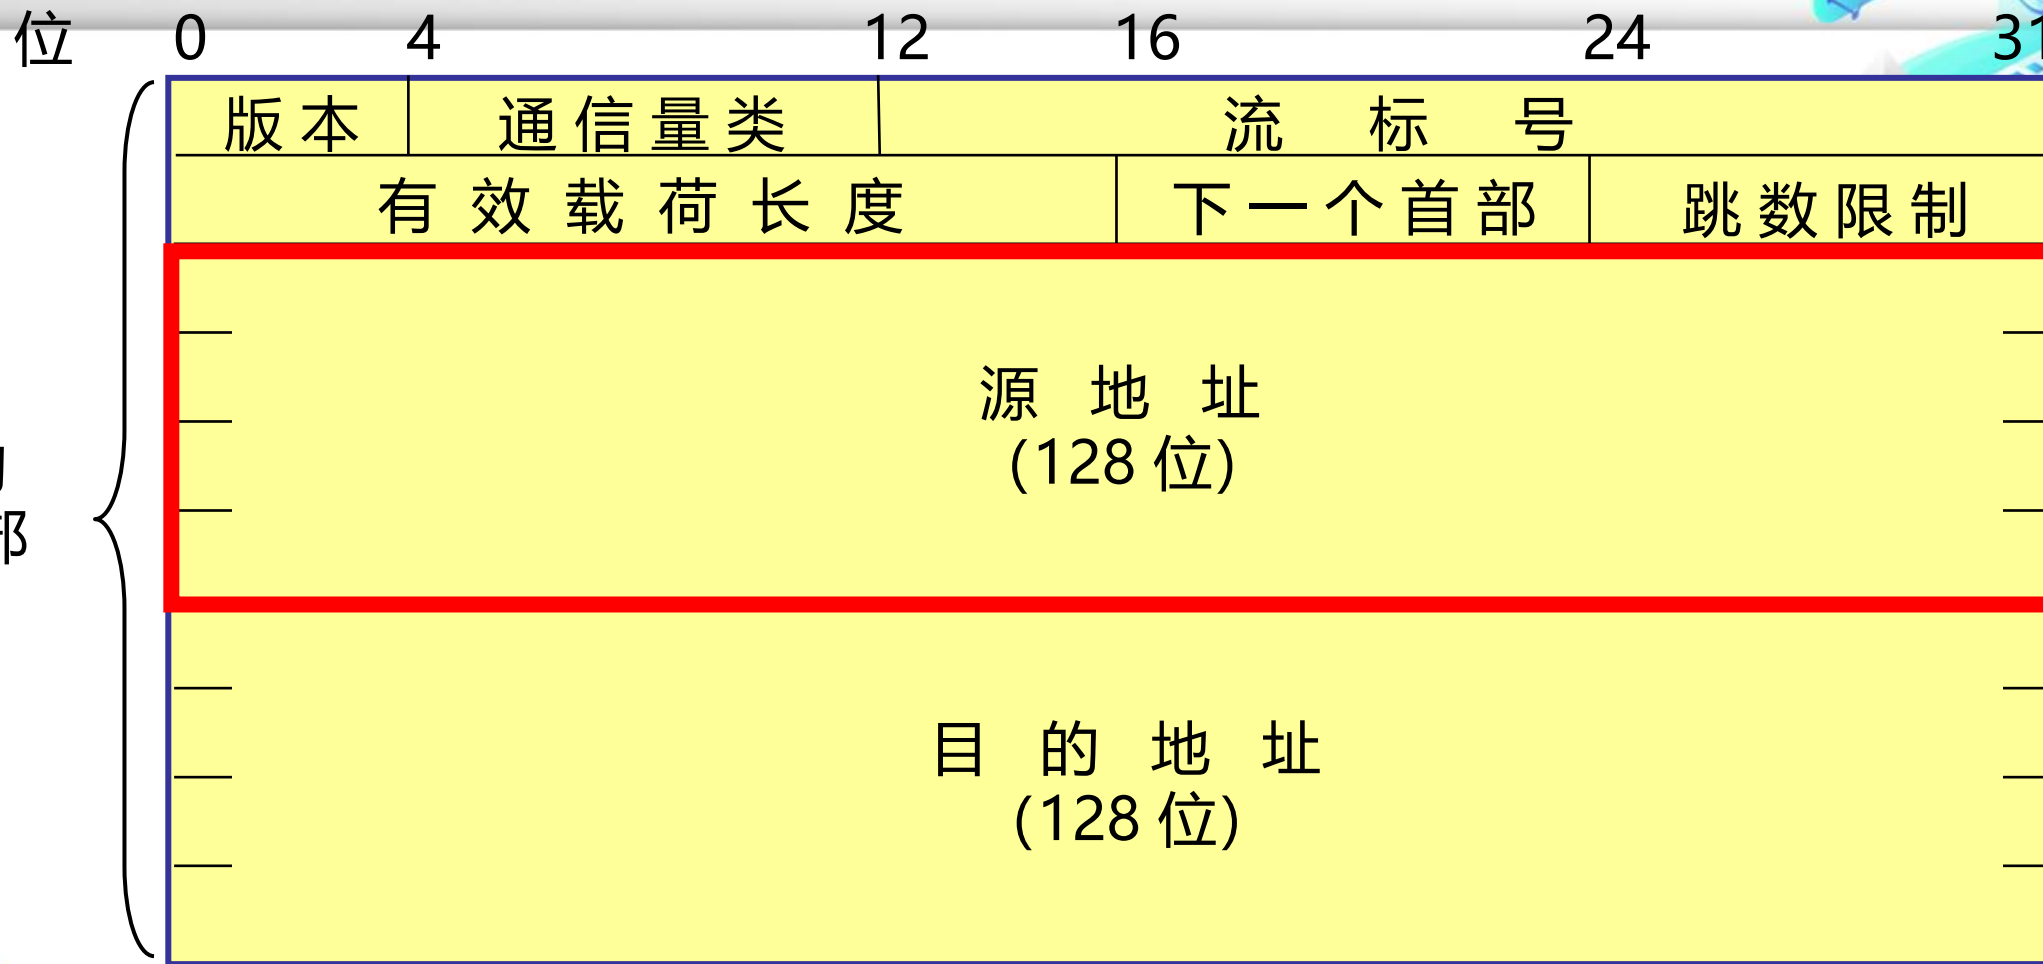 位 0 4 12 16 24
版本 通信量类 流标号
有效载荷长度 下一个首部 跳数限制
源地址
(128 位)
部
目的地址
(128 位)